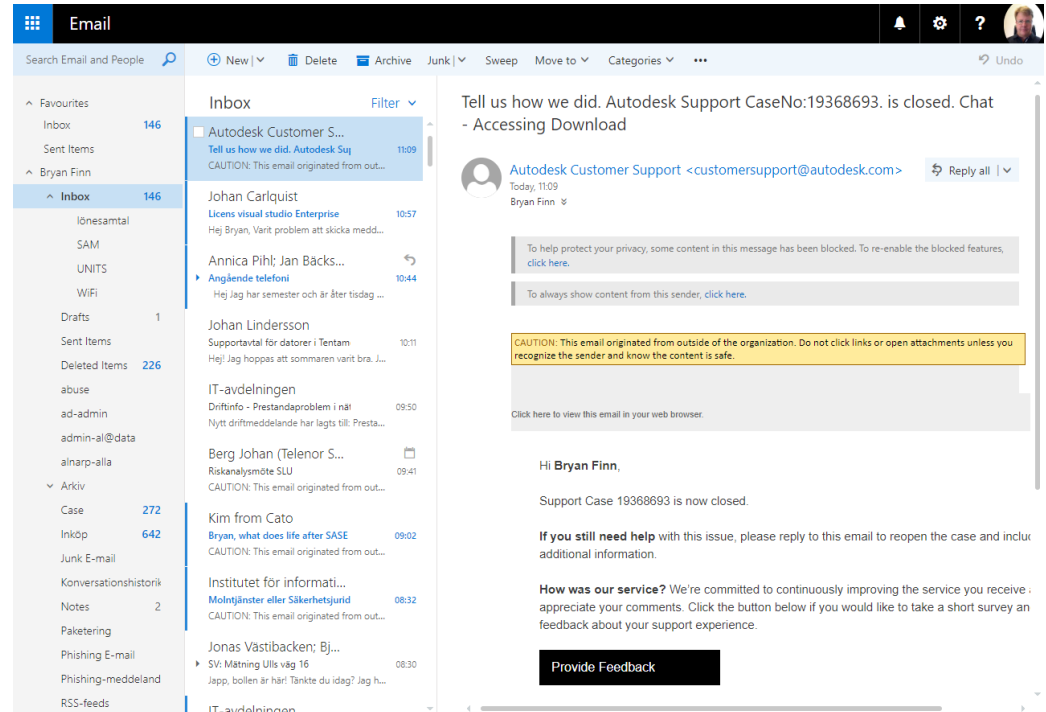 Email
?
Search Email and People
New
Delete
Archive
Junk
Sweep
Move to
Categories
Undo
Favourites
Inbox 146
Sent Items
Bryan Finn
Inbox 146
lönesamtal
SAM
UNITS
WiFi
Drafts 1
Sent Items
Deleted Items 226
abuse
ad-admin
admin-al@data
alnarp-alla
Arkiv
Case 272
Inköp 642
Junk E-mail
Konversationshistorik
Notes 2
Paketering
Phishing E-mail
Phishing-meddeland
RSS-feeds
Inbox Filter
Autodesk Customer S...
Tell us how we did. Autodesk Sup 11:09
CAUTION: This email originated from out...
Johan Carlquist
Licens visual studio Enterprise 10:57
Hej Bryan, Varit problem att skicka medd...
Annica Pihl; Jan Bäcks...
Angående telefoni 10:44
Hej Jag har semester och är åter tisdag ...
Johan Lindersson
Supportavtal för datorer i Tentam 10:11
Hej! Jag hoppas att sommaren varit bra. J...
IT-avdelningen
Driftinfo - Prestandaproblem i nät 09:50
Nytt driftmeddelande har lagts till: Presta...
Berg Johan (Telenor S...
Riskanalysmöte SLU 09:41
CAUTION: This email originated from out...
Kim from Cato
Bryan, what does life after SASE 09:02
CAUTION: This email originated from out...
Institutet för informati...
Molntjänster eller Säkerhetsjurid 08:32
CAUTION: This email originated from out...
Jonas Västibacken; Bj...
SV: Mätning Ulls väg 16 08:30
Japp, bollen är här! Tänkte du idag? Jag h...
IT-avdelningen
Tell us how we did. Autodesk Support CaseNo:19368693. is closed. Chat
- Accessing Download
Autodesk Customer Support <customersupport@autodesk.com>
Reply all
Today, 11:09
Bryan Finn
To help protect your privacy, some content in this message has been blocked. To re-enable the blocked features,
click here.
To always show content from this sender, click here.
CAUTION: This email originated from outside of the organization. Do not click links or open attachments unless you
recognize the sender and know the content is safe.
Click here to view this email in your web browser.
Hi Bryan Finn,
Support Case 19368693 is now closed.
If you still need help with this issue, please reply to this email to reopen the case and includ
additional information.
How was our service? We're committed to continuously improving the service you receive a
appreciate your comments. Click the button below if you would like to take a short survey an
feedback about your support experience.
Provide Feedback